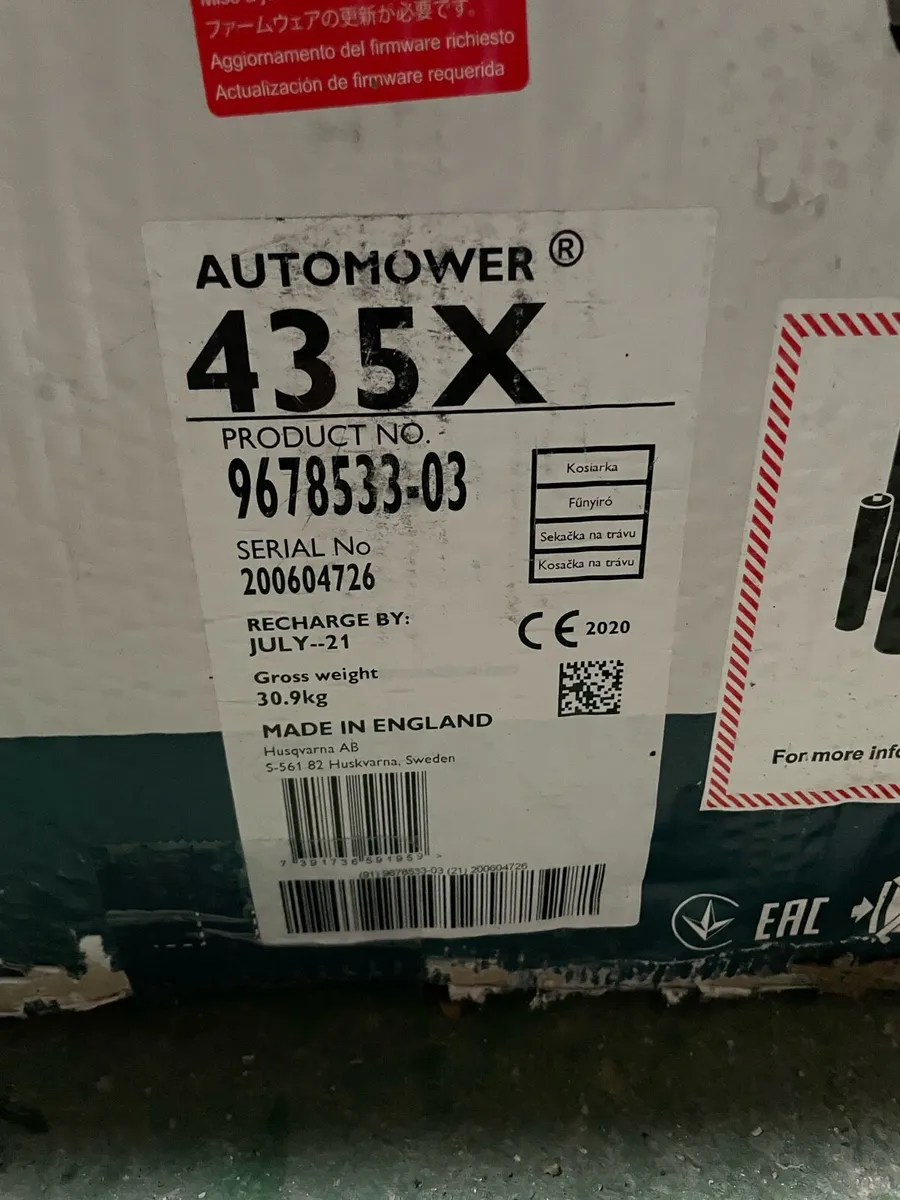 ファームウェアの更新が必要です。
Aggiornamento del firmware richiesto
Actualización de firmware requerida
AUTOMOWER ®
435X
PRODUCT NO.
9678533-03
SERIAL No
200604726
RECHARGE BY:
JULY--21
Gross weight
30.9kg
MADE IN ENGLAND
Husqvarna AB
S-561 82 Huskvarna, Sweden
7 391736 591959 >
(91) 9678533-03 (21) 200604726
Kosiarka
Fűnyíró
Sekačka na trávu
Kosačka na trávu
CE 2020
For more
EAC